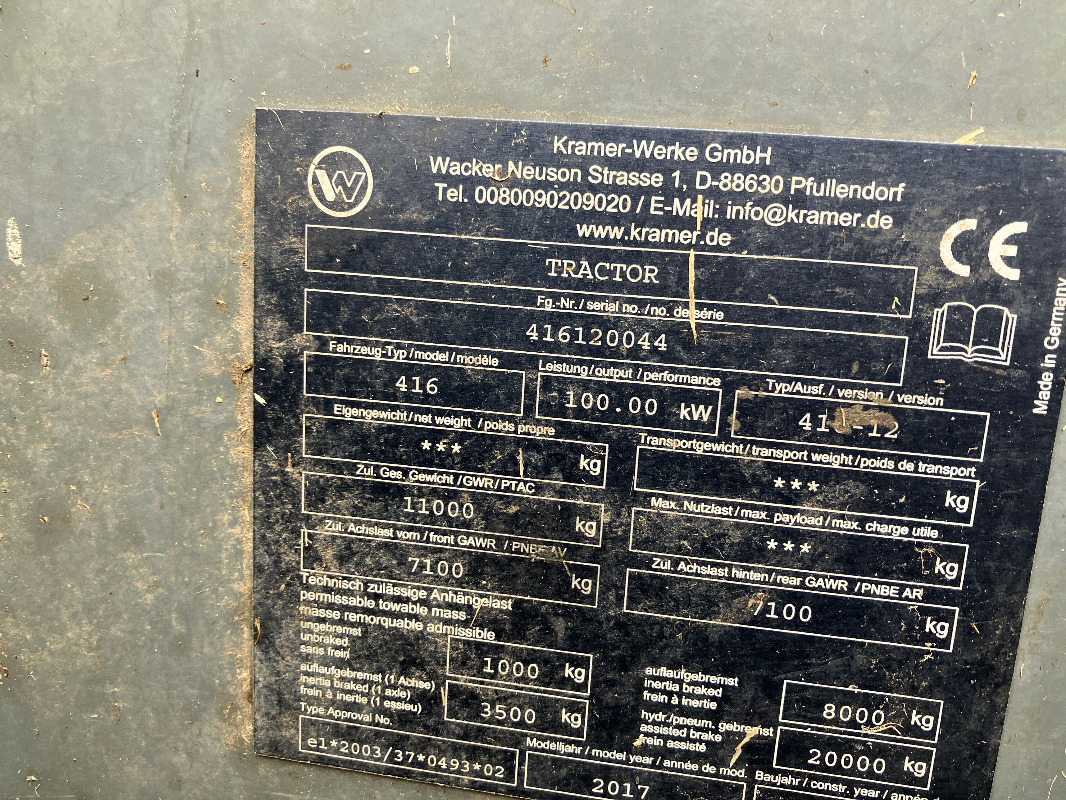 Kramer-Werke GmbH
Wacker Neuson Strasse 1, D-88630 Pfullendorf
Tel. 0080090209020 / E-Mail: info@kramer.de
www.kramer.de
CE
TRACTOR
Fg.-Nr. / serial no. / no. de série
416120044
Made in Germany
Fahrzeug-Typ / model / modèle
416
Leistung / output / performance
100.00 kW
Typ/Ausf. / version / version
Eigengewicht / net weight / poids propre
*** kg
Transportgewicht / transport weight / poids de transport
*** kg
Zul. Ges. Gewicht / GWR / PTAC
11000 kg
Max. Nutzlast / max. payload / max. charge utile
*** kg
Zul. Achslast vorn / front GAWR / PNBE AV
7100 kg
Zul. Achslast hinten / rear GAWR / PNBE AR
7100 kg
Technisch zulässige Anhängelast
permissable towable mass
masse remorquable admissible
ungebremst
unbraked
sans frein
1000 kg
auflaufgebremst (1 Achse)
inertia braked (1 axle)
frein à inertie (1 essieu)
3500 kg
auflaufgebremst
inertia braked
frein à inertie
8000 kg
hydr./pneum. gebremst
assisted brake
frein assisté
20000 kg
Type Approval No.
e1*2003/37*0493*02
Modelljahr / model year / année de mod.
2017
Baujahr / constr. year / année